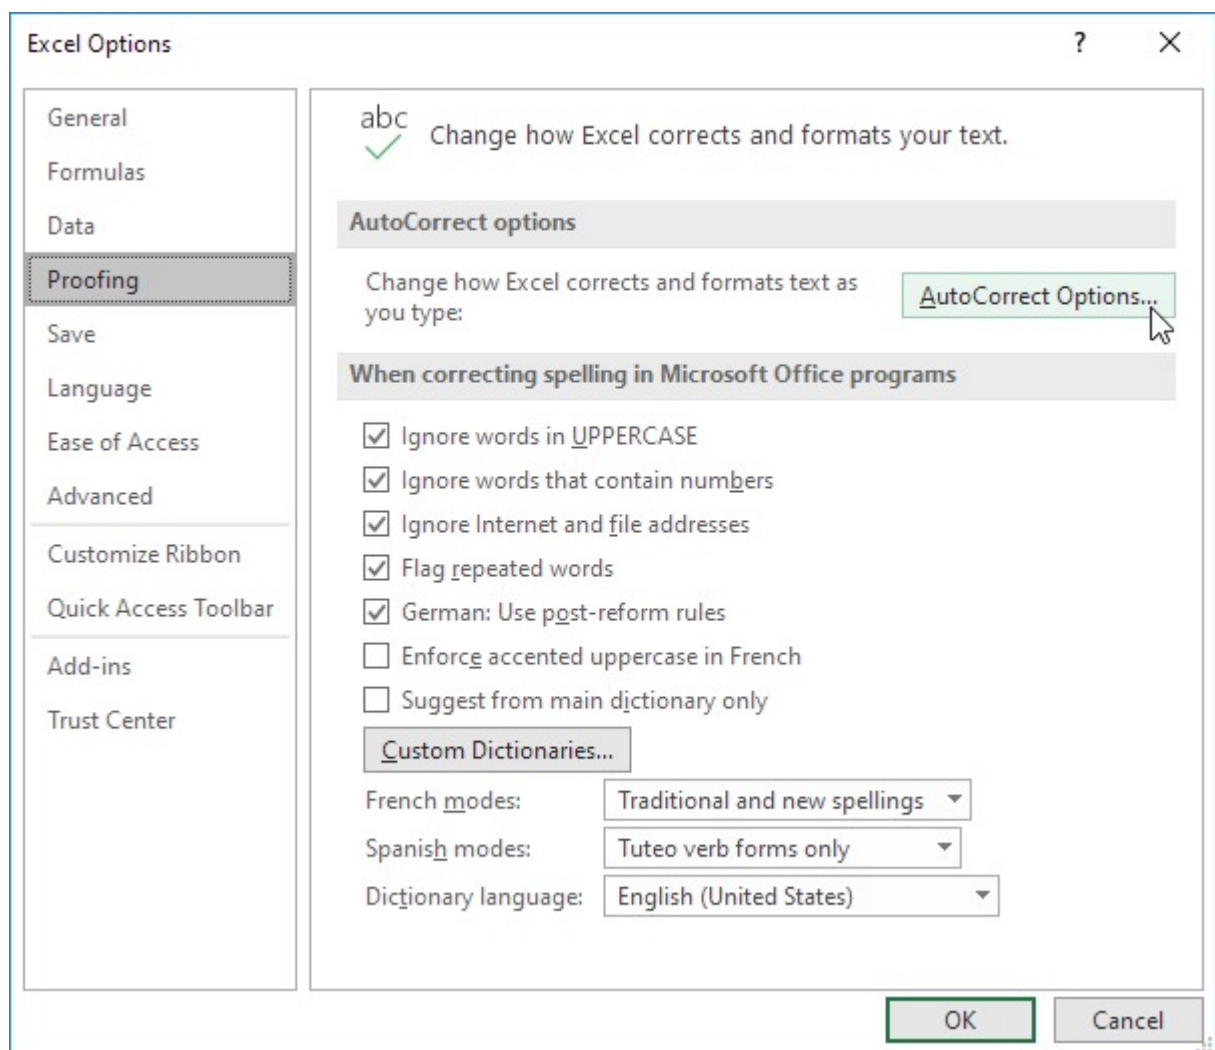 Excel Options
?
General
Formulas
Data
Proofing
Save
Language
Ease of Access
Advanced
Customize Ribbon
Quick Access Toolbar
Add-ins
Trust Center
abc
Change how Excel corrects and formats your text.
AutoCorrect options
Change how Excel corrects and formats text as
you type:
AutoCorrect Options...
When correcting spelling in Microsoft Office programs
Ignore words in UPPERCASE
Ignore words that contain numbers
Ignore Internet and file addresses
Flag repeated words
German: Use post-reform rules
Enforce accented uppercase in French
Suggest from main dictionary only
Custom Dictionaries...
French modes: Traditional and new spellings
Spanish modes: Tuteo verb forms only
Dictionary language: English (United States)
OK Cancel